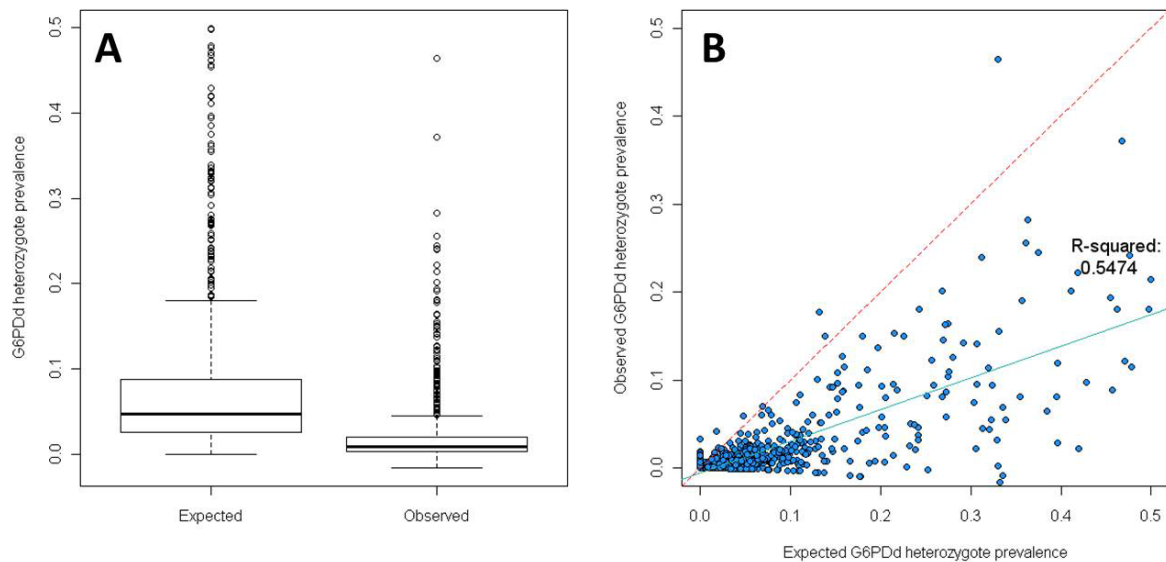 A
G6PDd heterozygote prevalence
0.5
0.4
0.3
0.2
0.1
0.0
Expected
Observed
B
Observed G6PDd heterozygote prevalence
0.5
0.4
0.3
0.2
0.1
0.0
R-squared:
0.5474
0.0
0.1
0.2
0.3
0.4
0.5
Expected G6PDd heterozygote prevalence